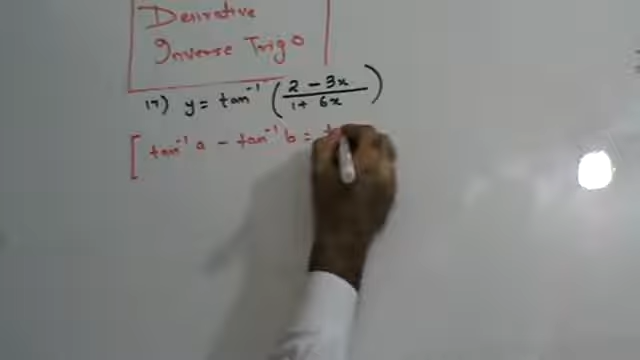 Derivative
Inverse Trigo
17) y = tan⁻¹ ( 2 - 3x / 1 + 6x )
[ tan⁻¹ a - tan⁻¹ b = t